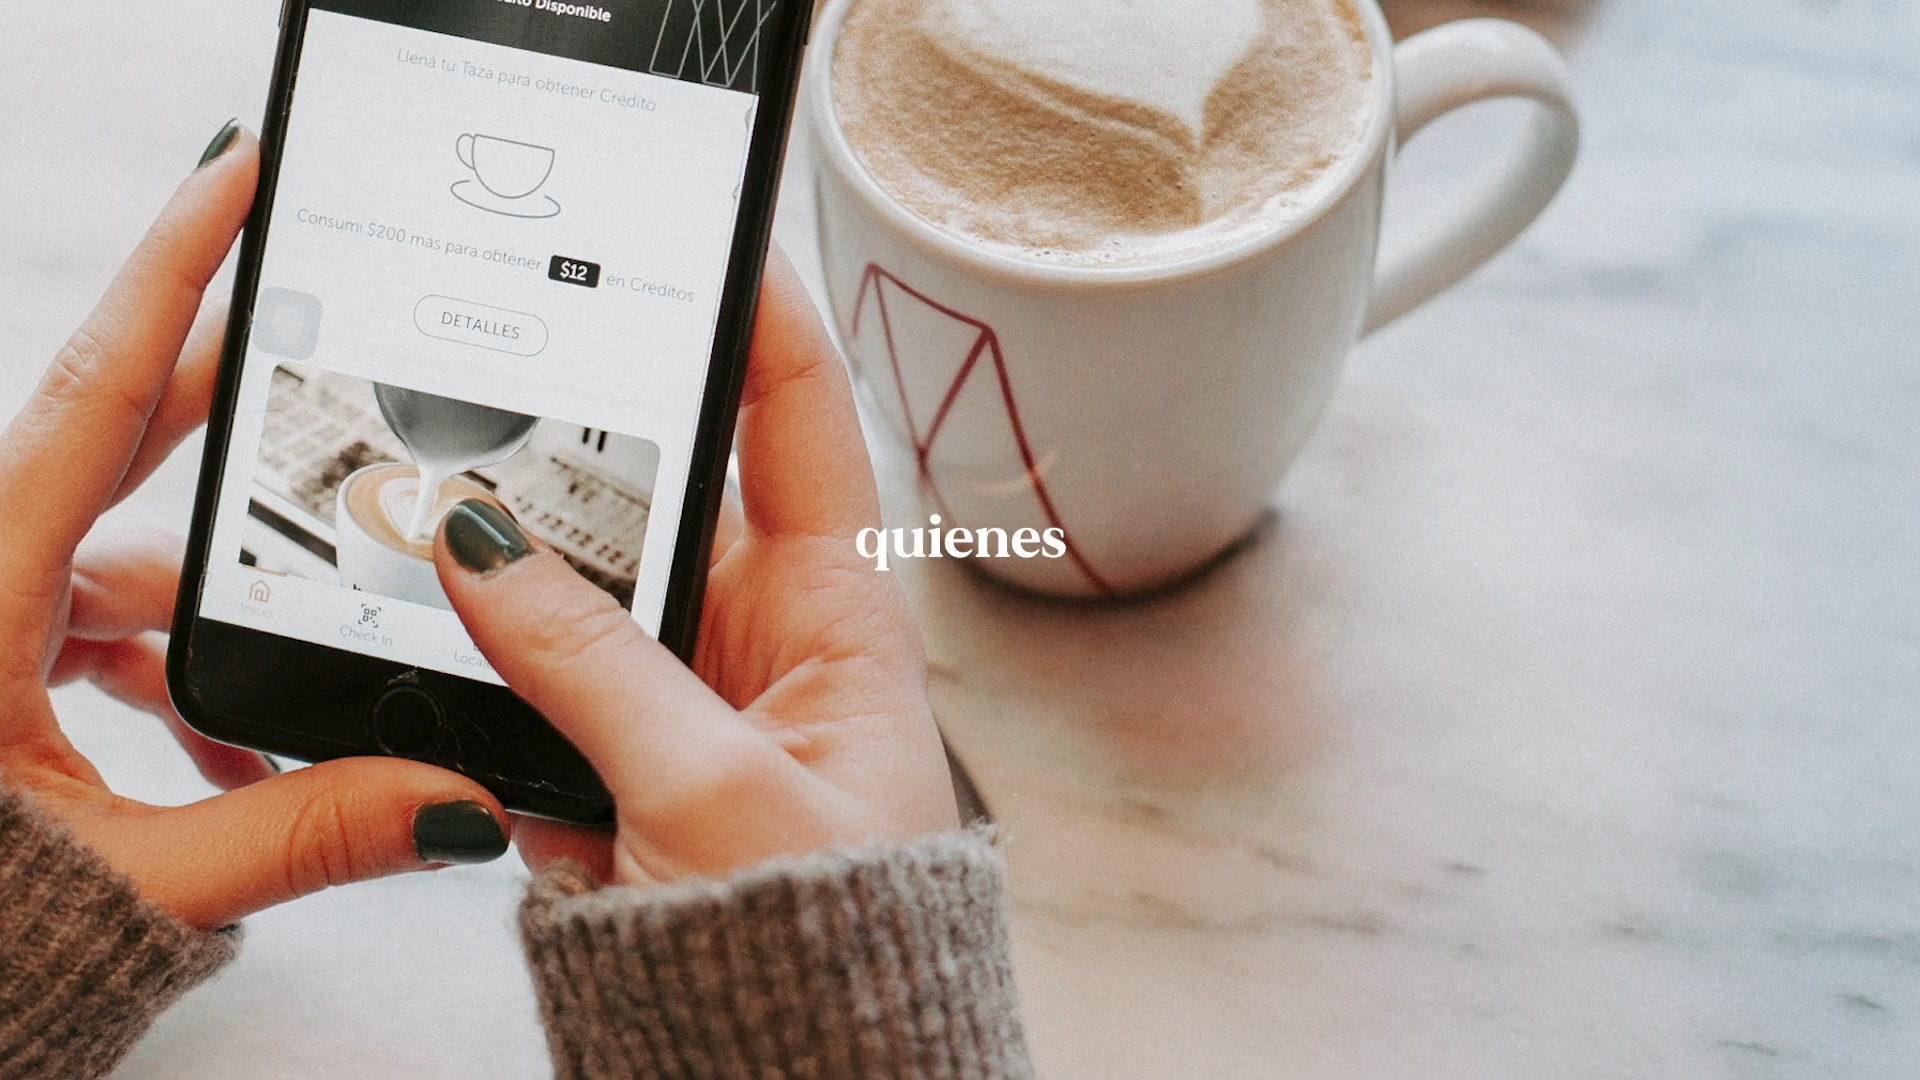 Disponible
Llená tu Taza para obtener Crédito
Consumí $200 más para obtener $12 en Créditos
DETALLES
quienes
Inicio
Check In